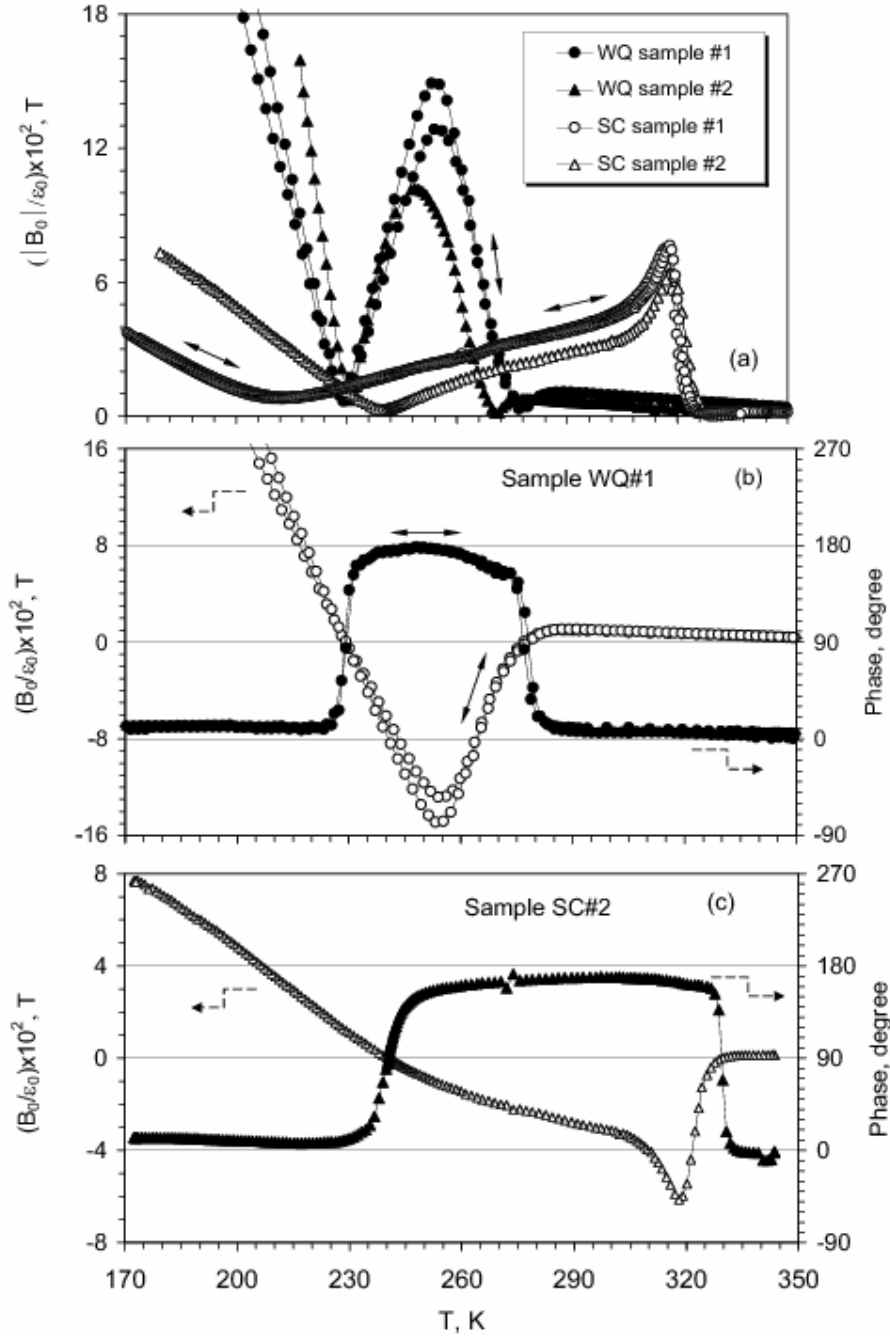 18
12
6
0
(|B₀|/ε₀)x10², T
WQ sample #1
WQ sample #2
SC sample #1
SC sample #2
(a)
16
8
0
-8
-16
(B₀/ε₀)x10², T
Sample WQ#1
(b)
270
180
90
0
-90
Phase, degree
8
4
0
-4
-8
(B₀/ε₀)x10², T
Sample SC#2
(c)
270
180
90
0
-90
Phase, degree
170 200 230 260 290 320 350
T, K